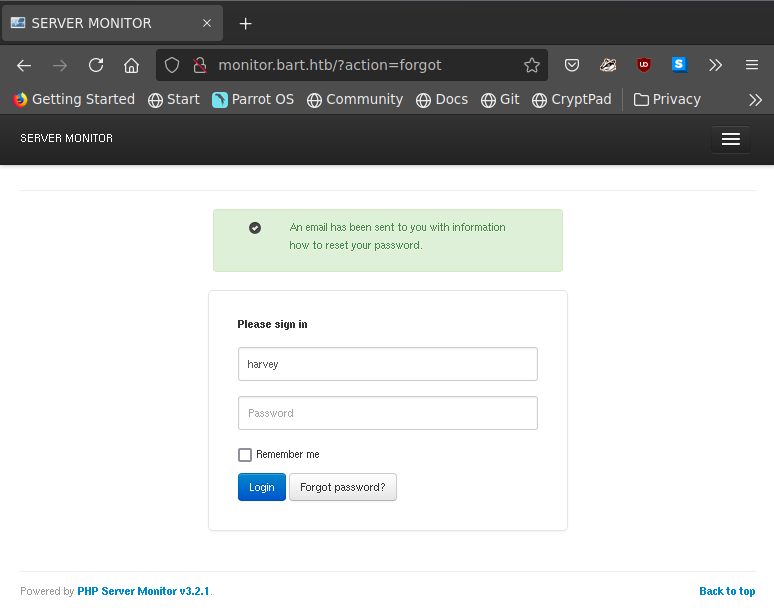 SERVER MONITOR
monitor.bart.htb/?action=forgot
UD
S
Getting Started Start Parrot OS Community Docs Git CryptPad Privacy
SERVER MONITOR
An email has been sent to you with information
how to reset your password.
Please sign in
harvey
Password
Remember me
Login Forgot password?
Powered by PHP Server Monitor v3.2.1. Back to top